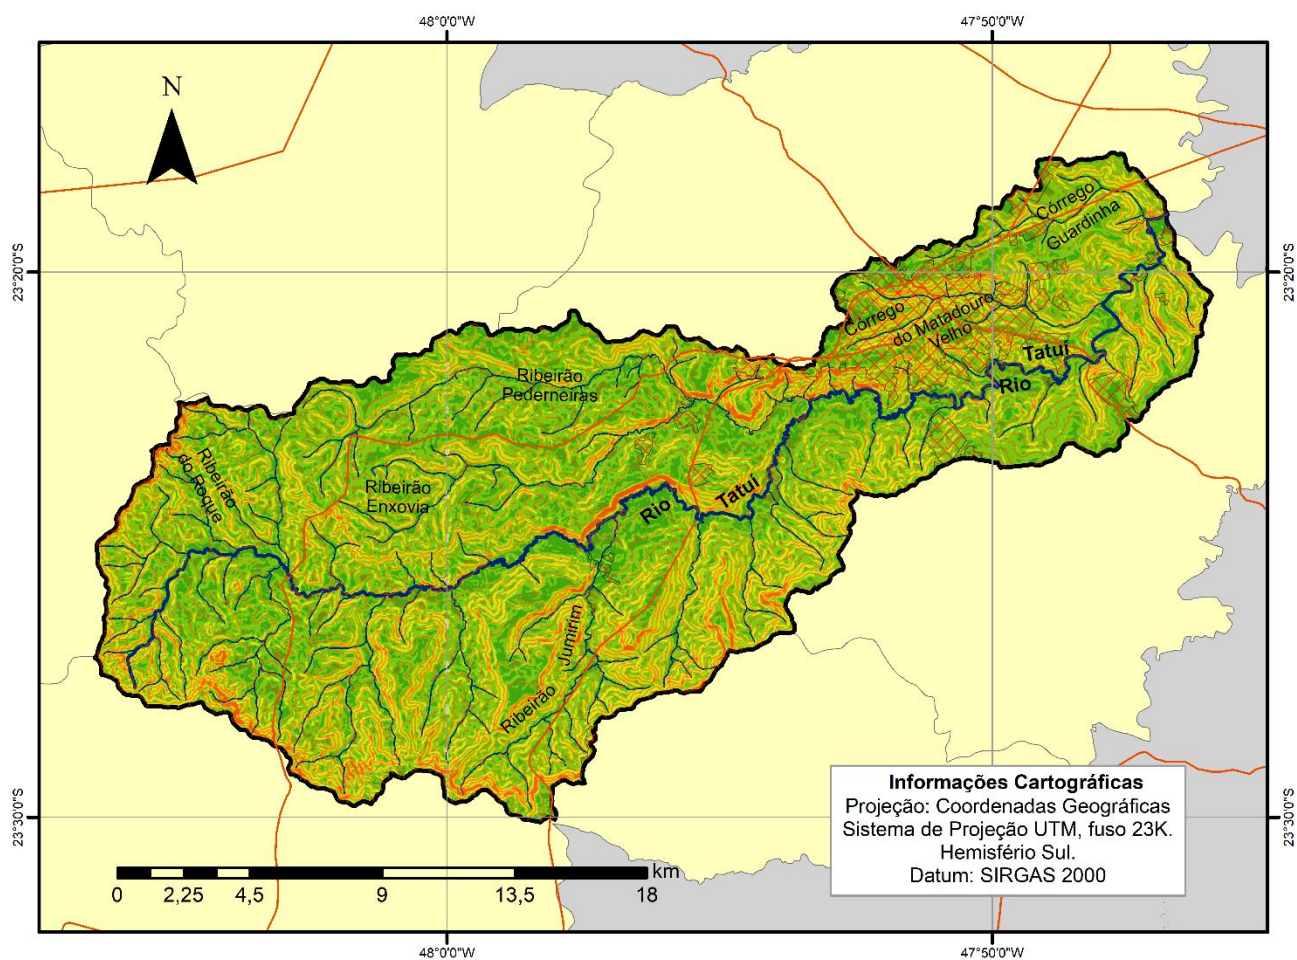 48°0'0"W
47°50'0"W
N
Córrego
Guardinha
23°20'0"S
23°20'0"S
Córrego
do Matadouro
Velho
Tatuí
Rio
Ribeirão
Pederneiras
Ribeirão
do Roque
Ribeirão
Enxovia
Rio
Tatuí
Jumirim
Ribeirão
Informações Cartográficas
Projeção: Coordenadas Geográficas
Sistema de Projeção UTM, fuso 23K.
Hemisfério Sul.
Datum: SIRGAS 2000
23°30'0"S
23°30'0"S
km
0 2,25 4,5 9 13,5 18
48°0'0"W
47°50'0"W